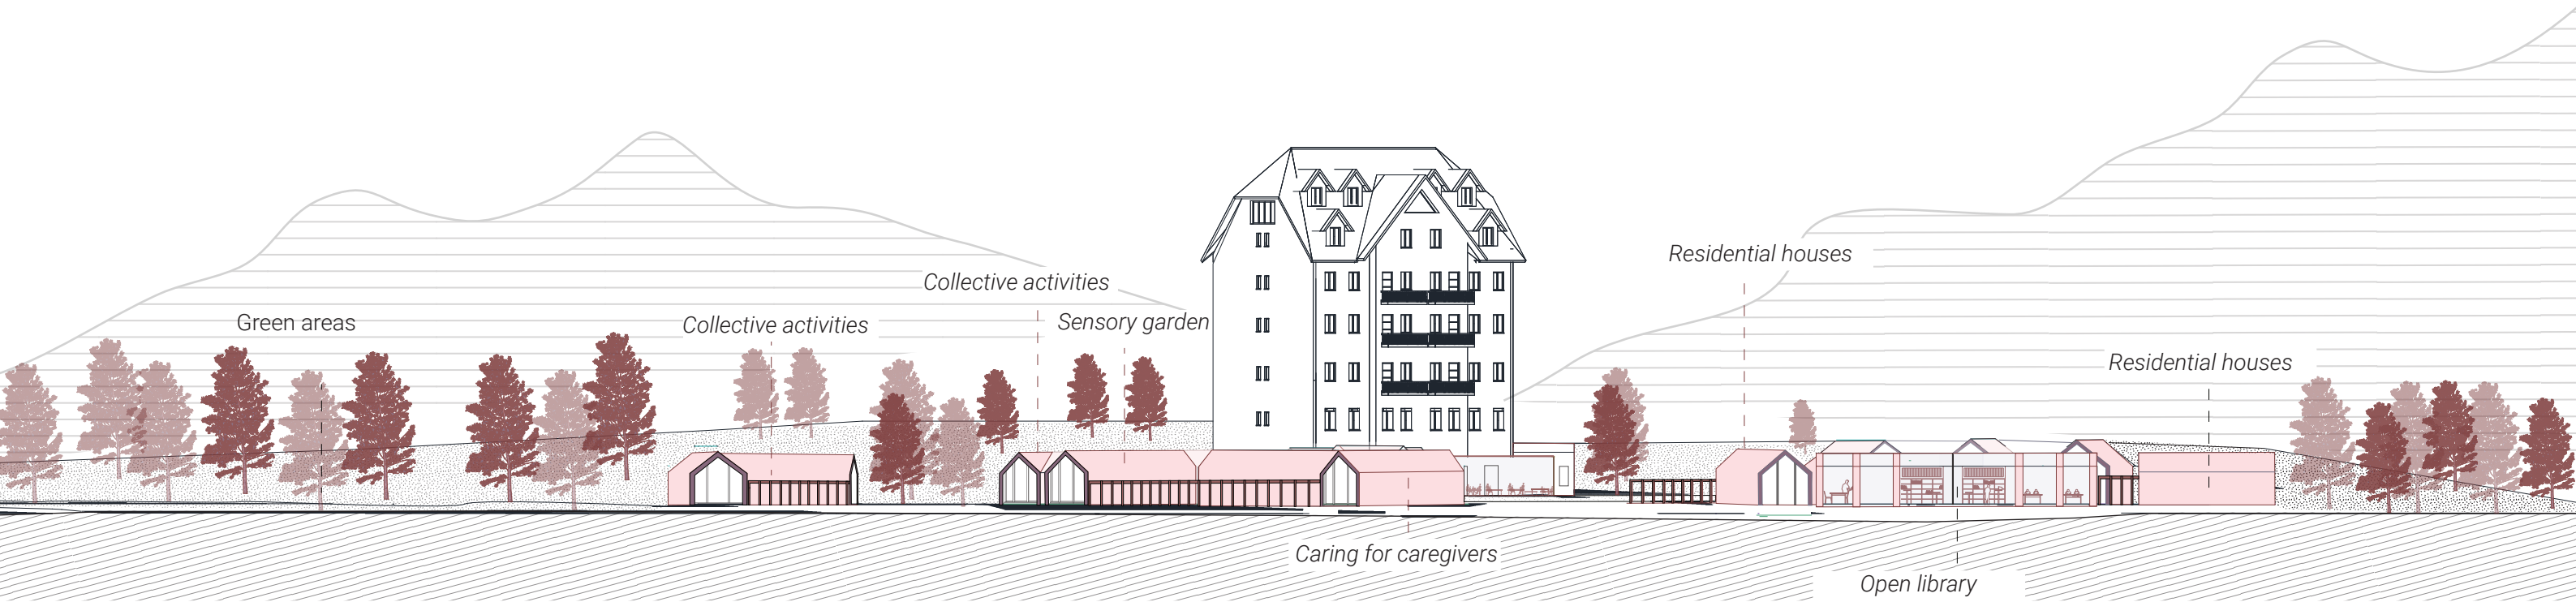 Green areas
Collective activities
Collective activities
Sensory garden
Caring for caregivers
Residential houses
Open library
Residential houses